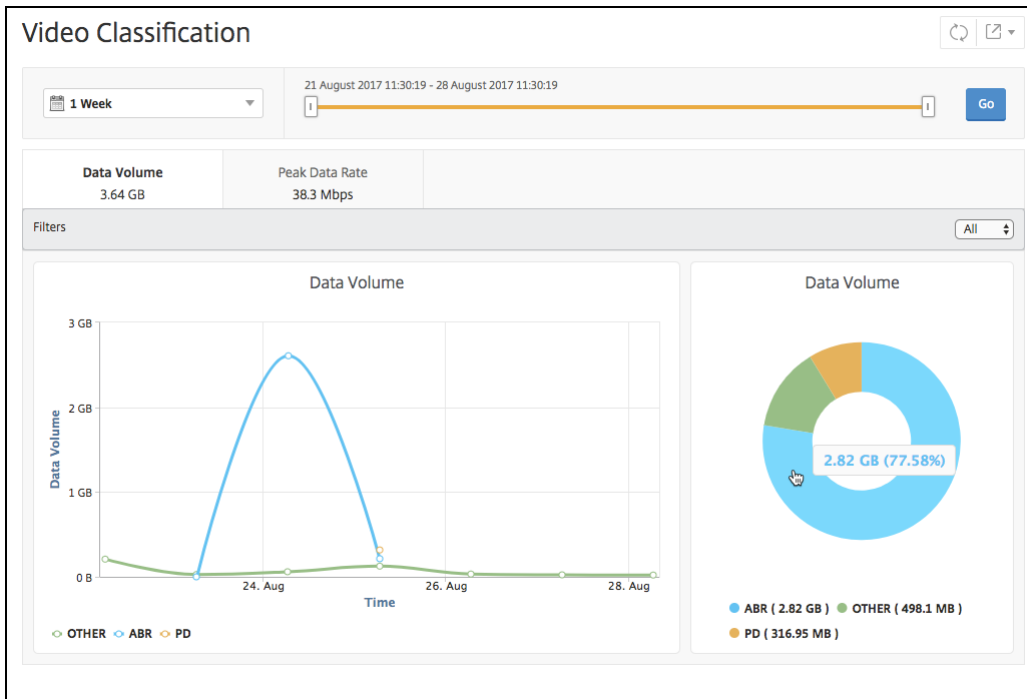 Video Classification
1 Week
21 August 2017 11:30:19 - 28 August 2017 11:30:19
Go
Data Volume
3.64 GB
Peak Data Rate
38.3 Mbps
Filters
All
Data Volume
3 GB
2 GB
1 GB
0 B
Data Volume
24. Aug
26. Aug
28. Aug
Time
OTHER ABR PD
Data Volume
2.82 GB (77.58%)
ABR ( 2.82 GB ) OTHER ( 498.1 MB )
PD ( 316.95 MB )